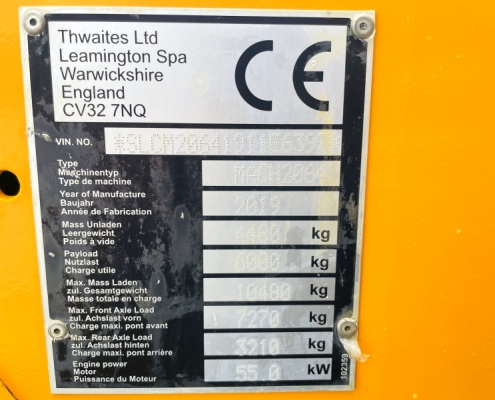 Thwaites Ltd
Leamington Spa
Warwickshire
England
CV32 7NQ
CE
VIN. NO.
Type
Maschinentyp
Type de machine
Year of Manufacture
Baujahr
Année de Fabrication
2019
Mass Unladen
Leergewicht
Poids à vide
kg
Payload
Nutzlast
Charge utile
6000 kg
Max. Mass Laden
zul. Gesamtgewicht
Masse totale en charge
10480 kg
Max. Front Axle Load
zul. Achslast vorn
Charge maxi. pont avant
7270 kg
Max. Rear Axle Load
zul. Achslast hinten
Charge maxi. pont arrière
3210 kg
Engine power
Motor
Puissance du Moteur
55.0 kW
102359